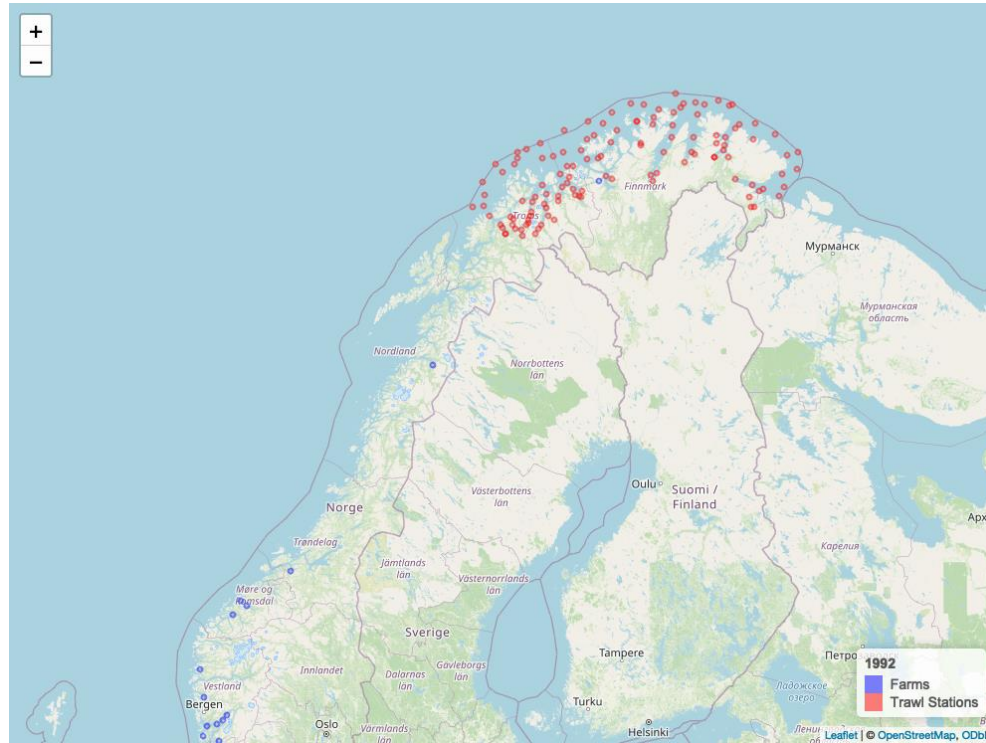 +
−
Finnmark
Troms
Мурманск
Мурманская
область
Nordland
Norrbottens
län
Oulu
Suomi /
Finland
Västerbottens
län
Norge
Арх
Trøndelag
Карелия
Jämtlands
län
Västernorrlands
län
Møre og
Romsdal
Sverige
Tampere
Innlandet
Gävleborgs
län
Dalarnas
län
Vestland
Bergen
Turku
Oslo
Värmlands
län
Helsinki
Ладожское
озеро
1992
Farms
Trawl Stations
Leaflet | © OpenStreetMap, ODbL